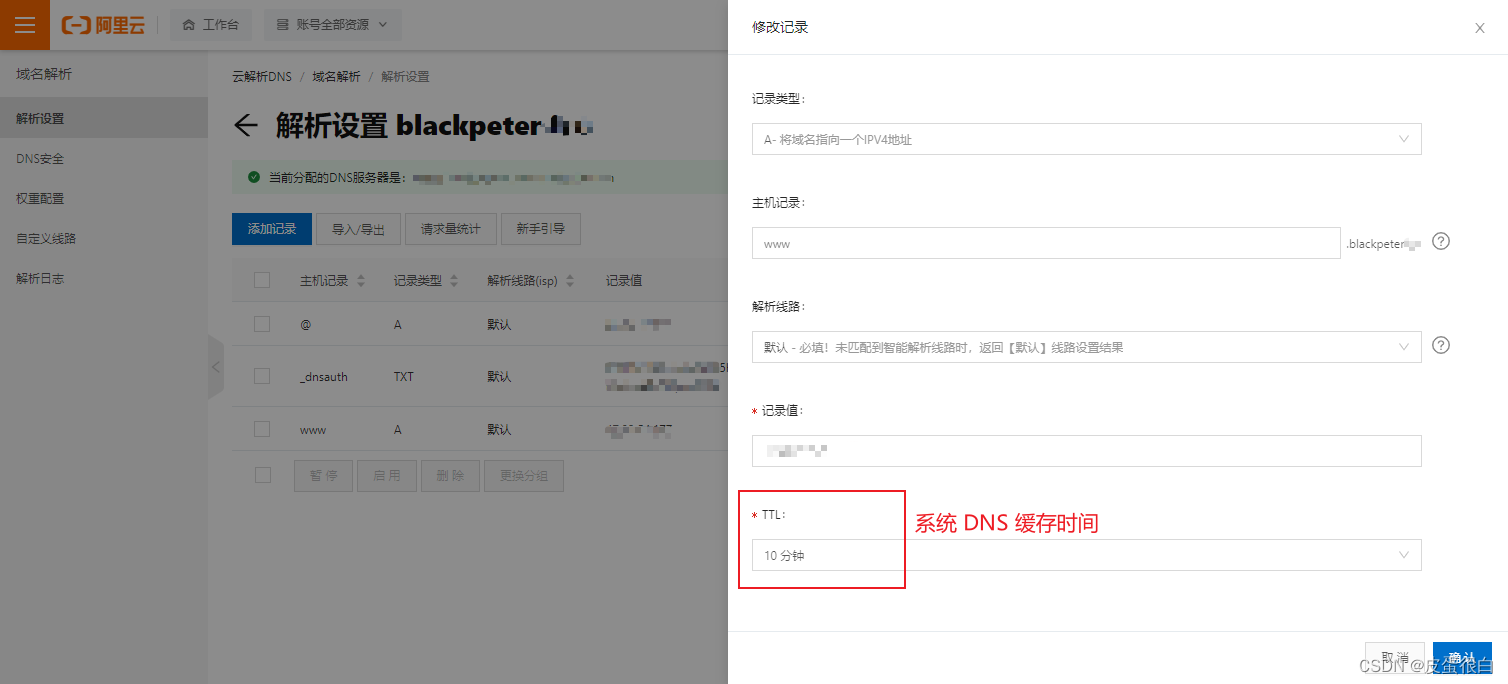 阿里云
工作台
账号全部资源
域名解析
解析设置
DNS安全
权重配置
自定义线路
解析日志
云解析DNS / 域名解析 / 解析设置
解析设置 blackpeter
当前分配的DNS服务器是：
添加记录 导入/导出 请求量统计 新手引导
主机记录 记录类型 解析线路(isp) 记录值
@ A 默认
_dnsauth TXT 默认
www A 默认
暂停 启用 删除 更换分组
修改记录
记录类型：
A- 将域名指向一个IPV4地址
主机记录：
www .blackpeter
解析线路：
默认 - 必填！未匹配到智能解析线路时，返回【默认】线路设置结果
* 记录值：
* TTL：
系统 DNS 缓存时间
10 分钟
取消 确认
CSDN @皮蛋很白